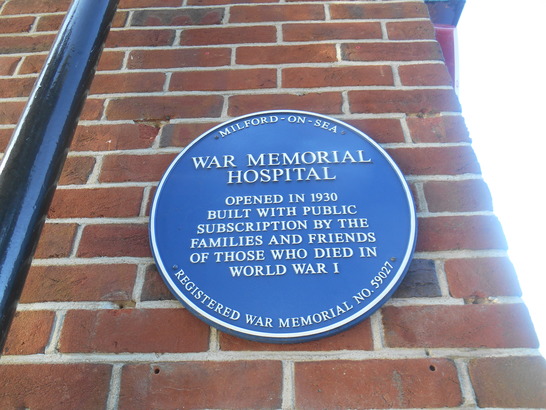 MILFORD-ON-SEA
WAR MEMORIAL
HOSPITAL
OPENED IN 1930
BUILT WITH PUBLIC
SUBSCRIPTION BY THE
FAMILIES AND FRIENDS
OF THOSE WHO DIED IN
WORLD WAR I
REGISTERED WAR MEMORIAL NO. 59027